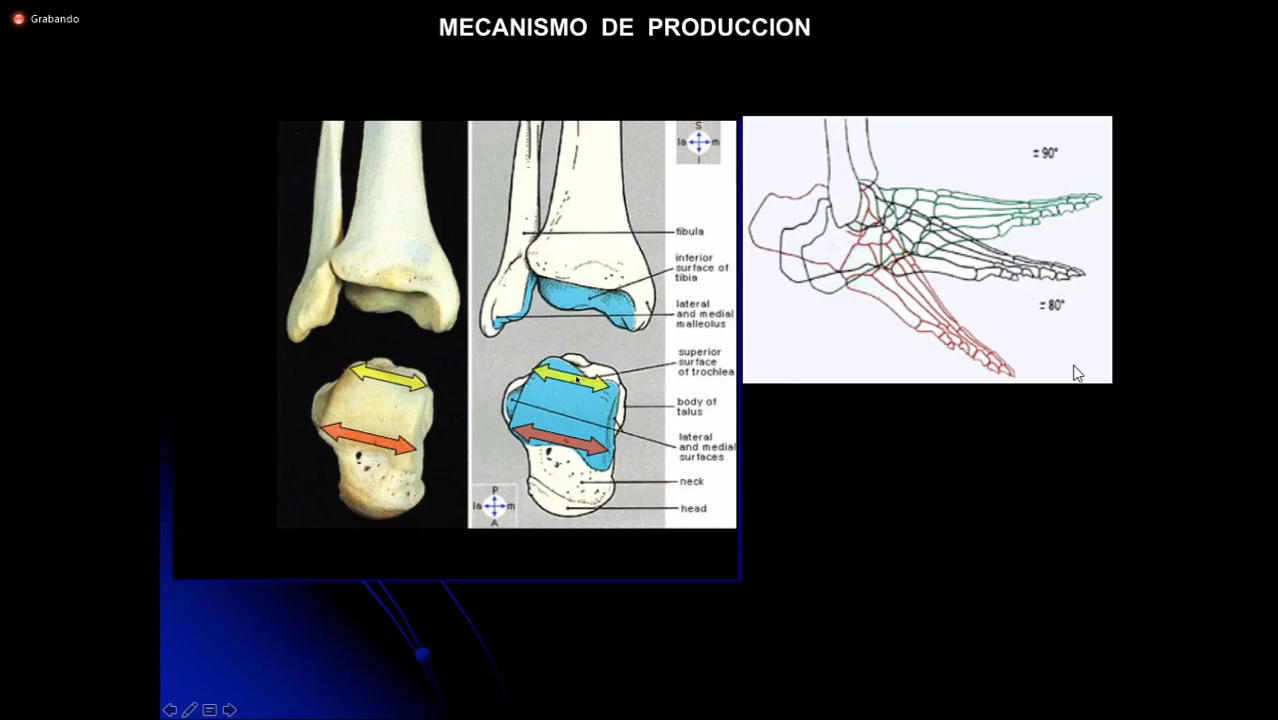 Grabando
MECANISMO DE PRODUCCION
S
la m
I
fibula
inferior
surface of
tibia
lateral
and medial
malleolus
superior
surface
of trochlea
body of
talus
lateral
and medial
surfaces
neck
head
P
la m
A
= 90°
= 80°